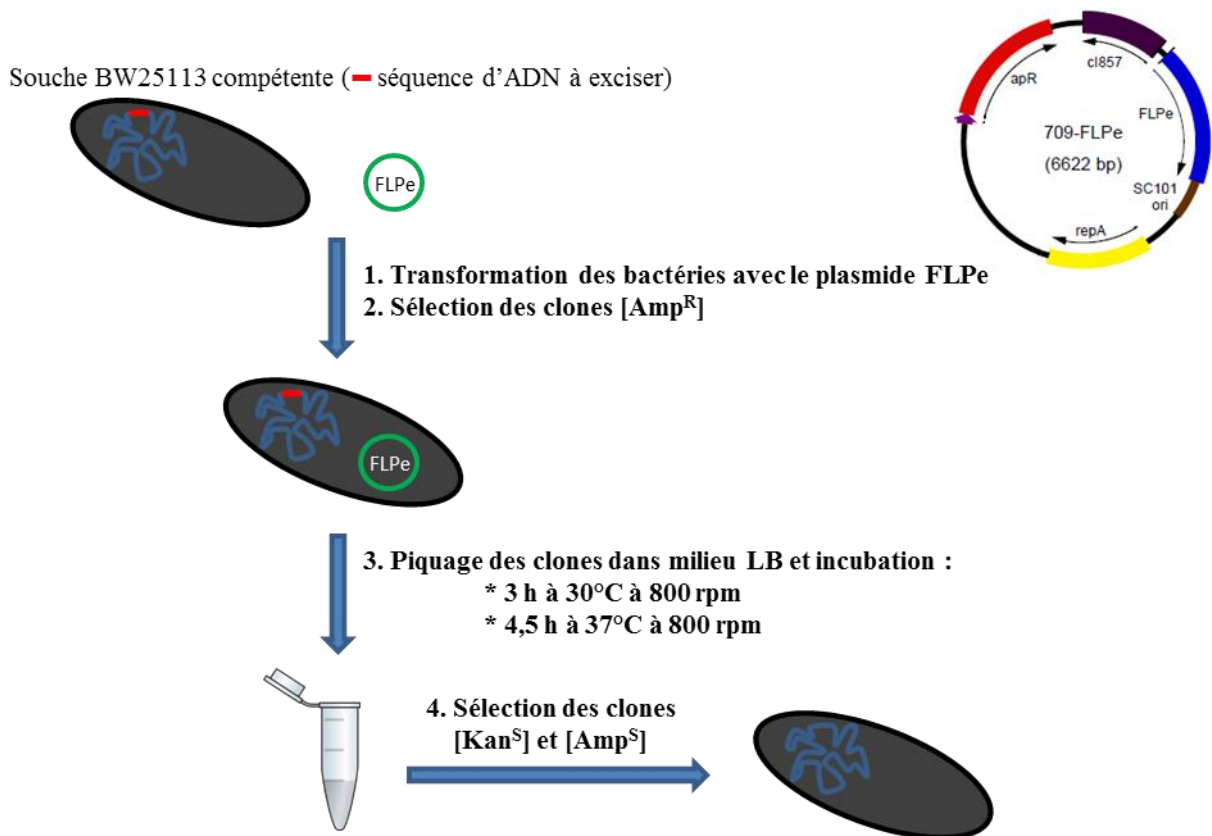 Souche BW25113 compétente (━ séquence d'ADN à exciser)
FLPe
apR
cI857
FLPe
709-FLPe
(6622 bp)
SC101
ori
repA
1. Transformation des bactéries avec le plasmide FLPe
2. Sélection des clones [Ampᴿ]
FLPe
3. Piquage des clones dans milieu LB et incubation :
* 3 h à 30°C à 800 rpm
* 4,5 h à 37°C à 800 rpm
4. Sélection des clones
[Kanˢ] et [Ampˢ]